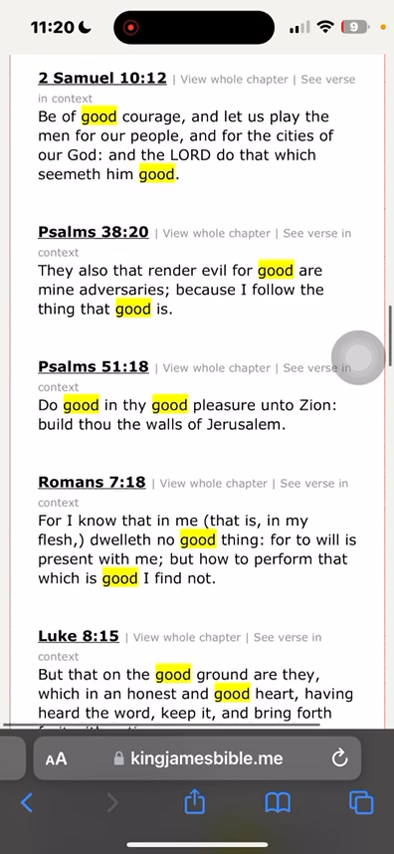 11:20
9
2 Samuel 10:12 | View whole chapter | See verse
in context
Be of good courage, and let us play the
men for our people, and for the cities of
our God: and the LORD do that which
seemeth him good.
Psalms 38:20 | View whole chapter | See verse in
context
They also that render evil for good are
mine adversaries; because I follow the
thing that good is.
Psalms 51:18 | View whole chapter | See verse in
context
Do good in thy good pleasure unto Zion:
build thou the walls of Jerusalem.
Romans 7:18 | View whole chapter | See verse in
context
For I know that in me (that is, in my
flesh,) dwelleth no good thing: for to will is
present with me; but how to perform that
which is good I find not.
Luke 8:15 | View whole chapter | See verse in
context
But that on the good ground are they,
which in an honest and good heart, having
heard the word, keep it, and bring forth
AA kingjamesbible.me